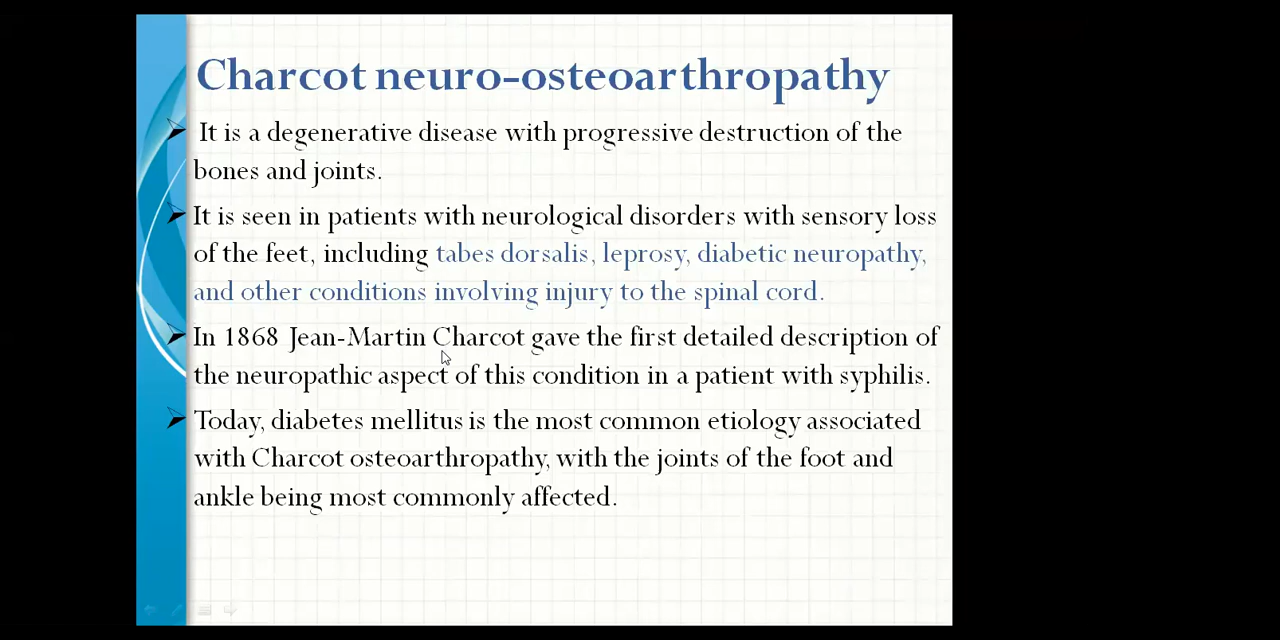 Charcot neuro-osteoarthropathy
It is a degenerative disease with progressive destruction of the
bones and joints.
It is seen in patients with neurological disorders with sensory loss
of the feet, including tabes dorsalis, leprosy, diabetic neuropathy,
and other conditions involving injury to the spinal cord.
In 1868 Jean-Martin Charcot gave the first detailed description of
the neuropathic aspect of this condition in a patient with syphilis.
Today, diabetes mellitus is the most common etiology associated
with Charcot osteoarthropathy, with the joints of the foot and
ankle being most commonly affected.